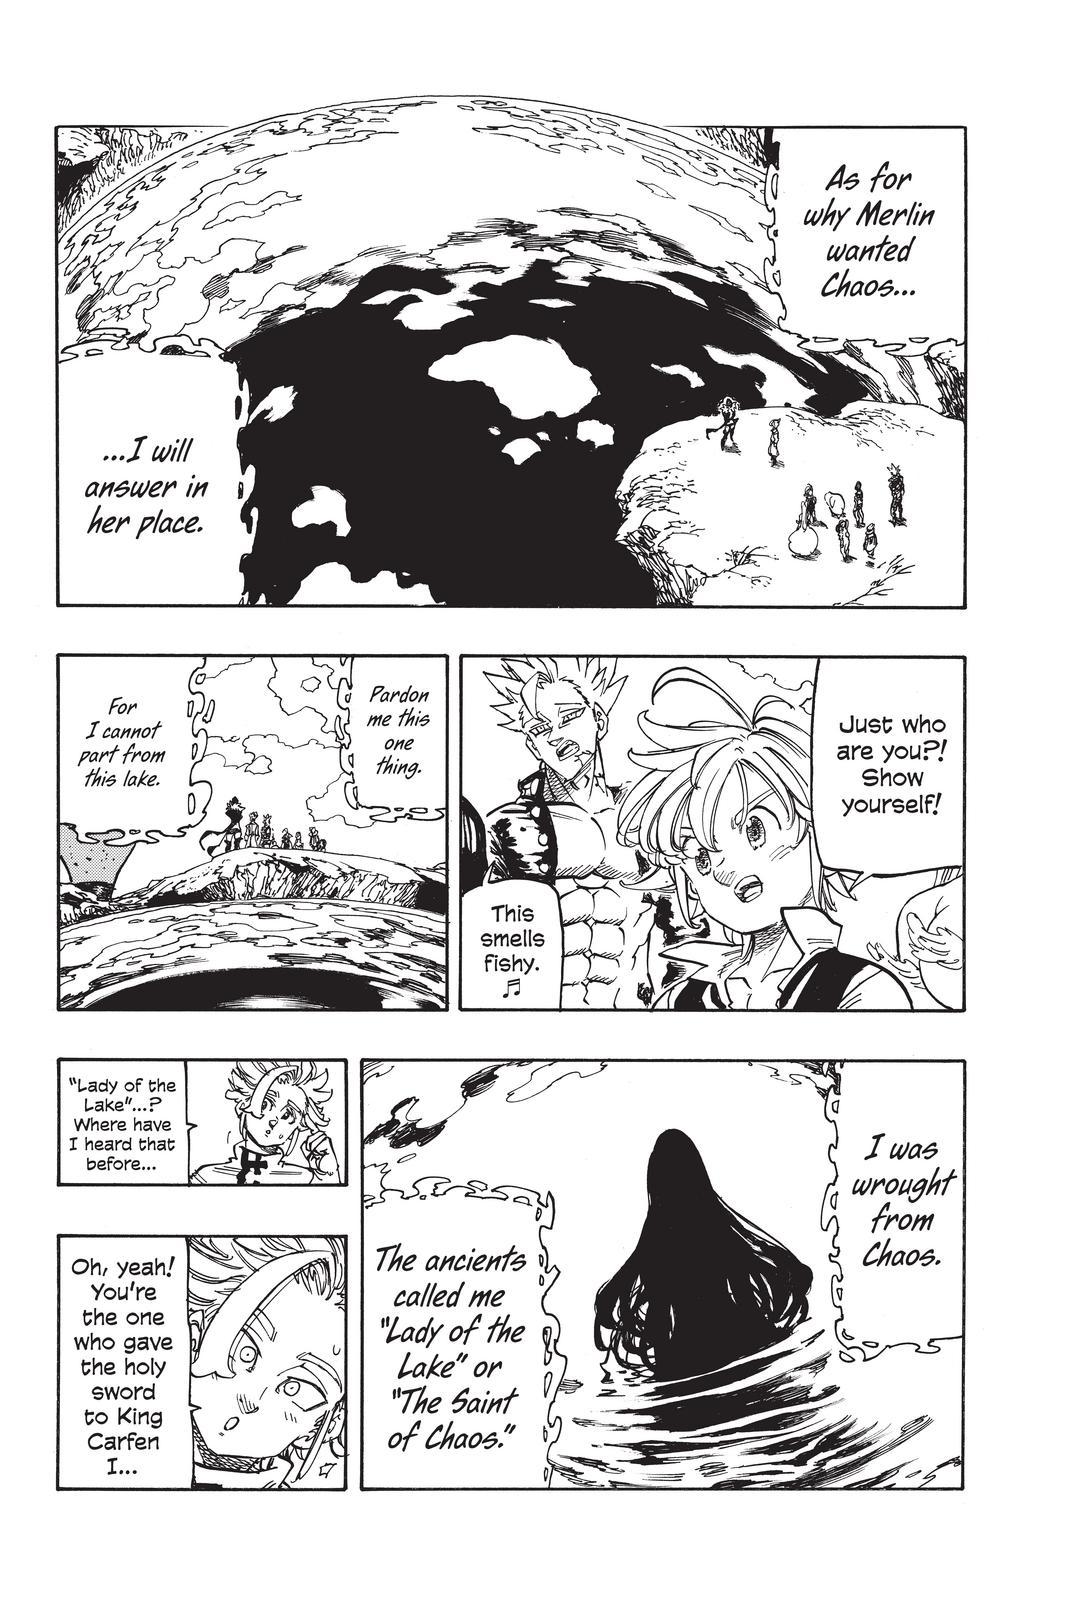 As for
why Merlin
wanted
Chaos...
...I will
answer in
her place.
Just who
are you?!
Show
yourself!
This
smells
fishy.
♫
Pardon
me this
one
thing.
For
I cannot
part from
this lake.
I was
wrought
from
Chaos.
The ancients
called me
"Lady of the
Lake" or
"The Saint
of Chaos."
"Lady of the
Lake"...?
Where have
I heard that
before...
Oh, yeah!
You're
the one
who gave
the holy
sword
to King
Carfen
I...